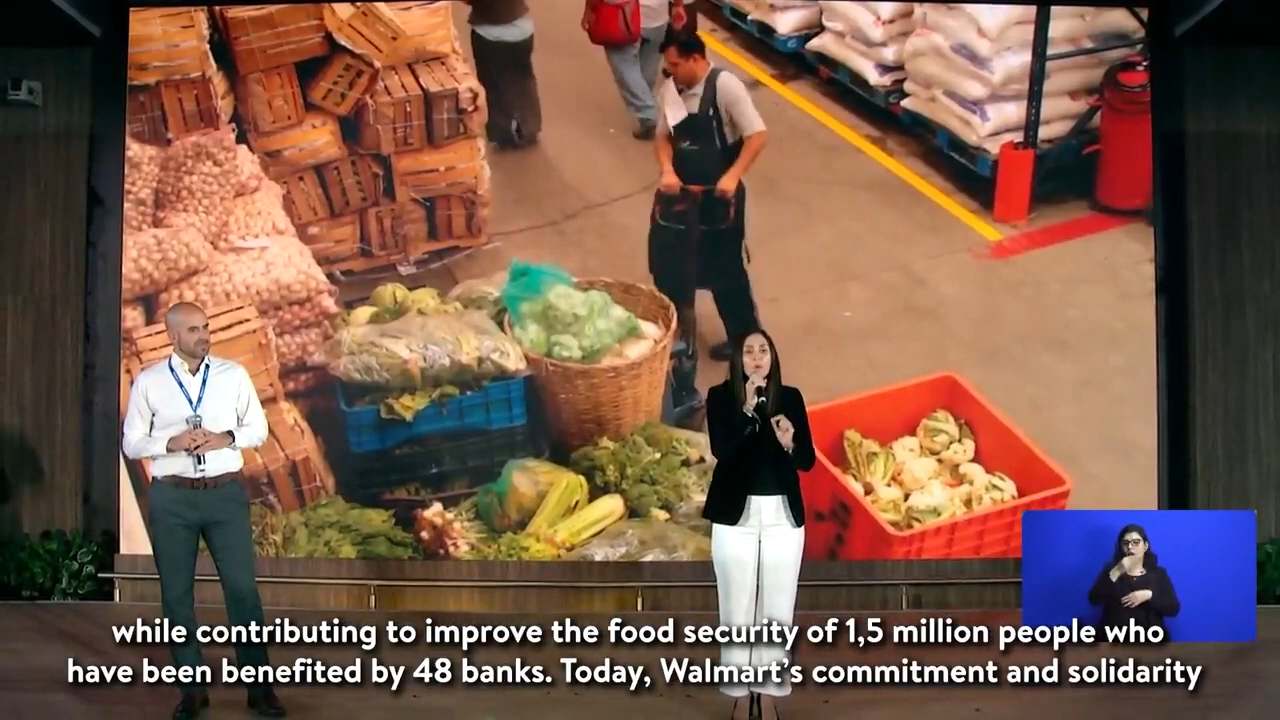 while contributing to improve the food security of 1,5 million people who
have been benefited by 48 banks. Today, Walmart's commitment and solidarity